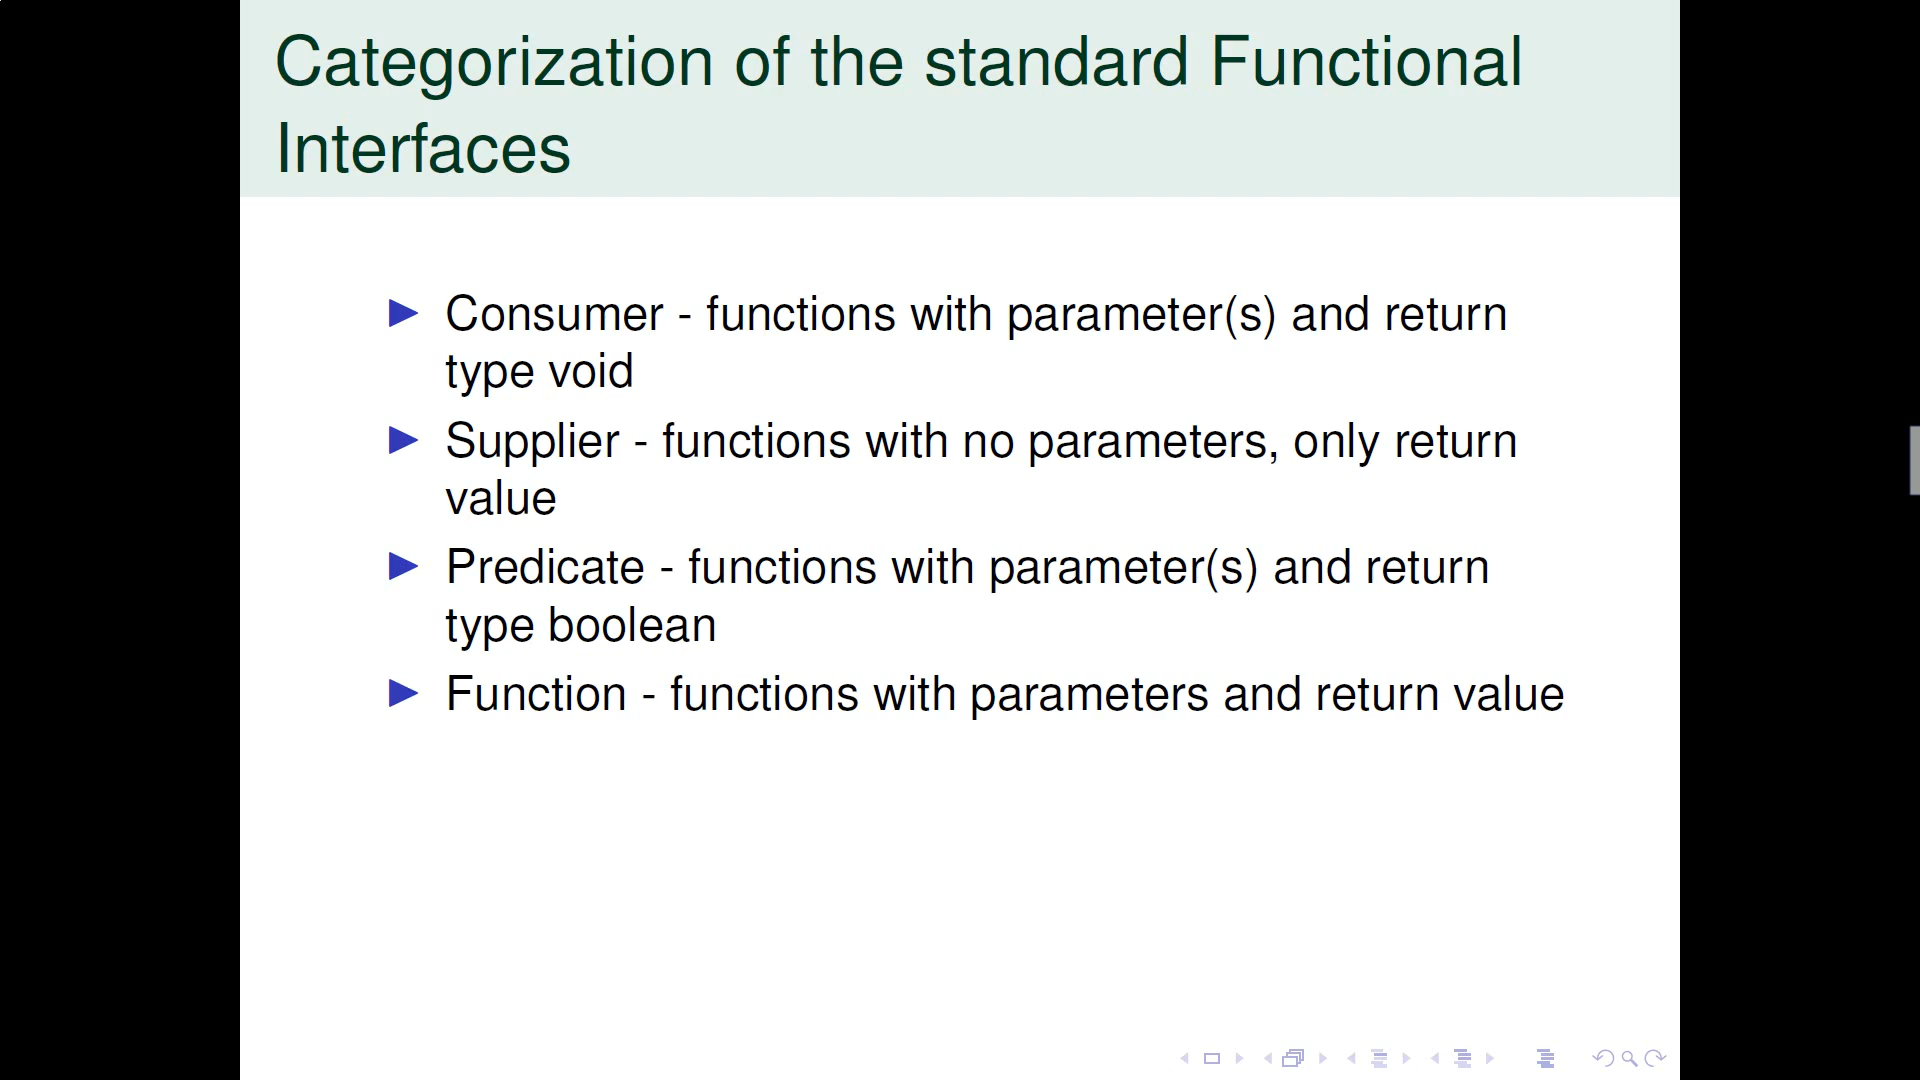 Categorization of the standard Functional
Interfaces
Consumer - functions with parameter(s) and return
type void
Supplier - functions with no parameters, only return
value
Predicate - functions with parameter(s) and return
type boolean
Function - functions with parameters and return value